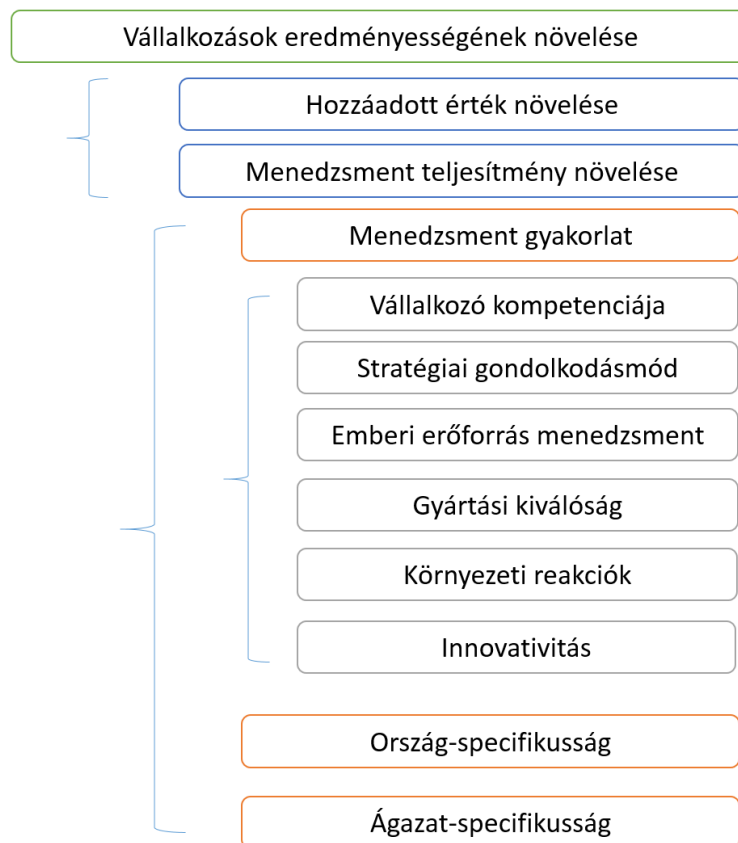 Vállalkozások eredményességének növelése
Hozzáadott érték növelése
Menedzsment teljesítmény növelése
Menedzsment gyakorlat
Vállalkozó kompetenciája
Stratégiai gondolkodásmód
Emberi erőforrás menedzsment
Gyártási kiválóság
Környezeti reakciók
Innovativitás
Ország-specifikusság
Ágazat-specifikusság